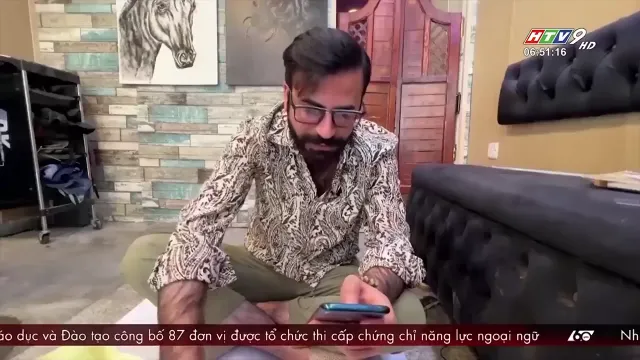 HTV9 HD
06:51:16
áo dục và Đào tạo công bố 87 đơn vị được tổ chức thi cấp chứng chỉ năng lực ngoại ngữ
60
Nh